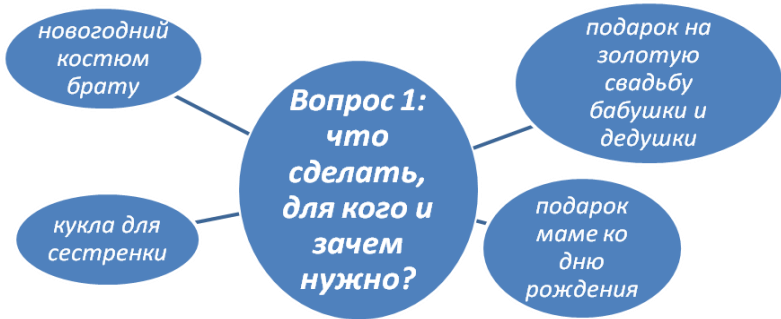 новогодний
костюм
брату
подарок на
золотую
свадьбу
бабушки и
дедушки
Вопрос 1:
что
сделать,
для кого и
зачем
нужно?
кукла для
сестренки
подарок
маме ко
дню
рождения